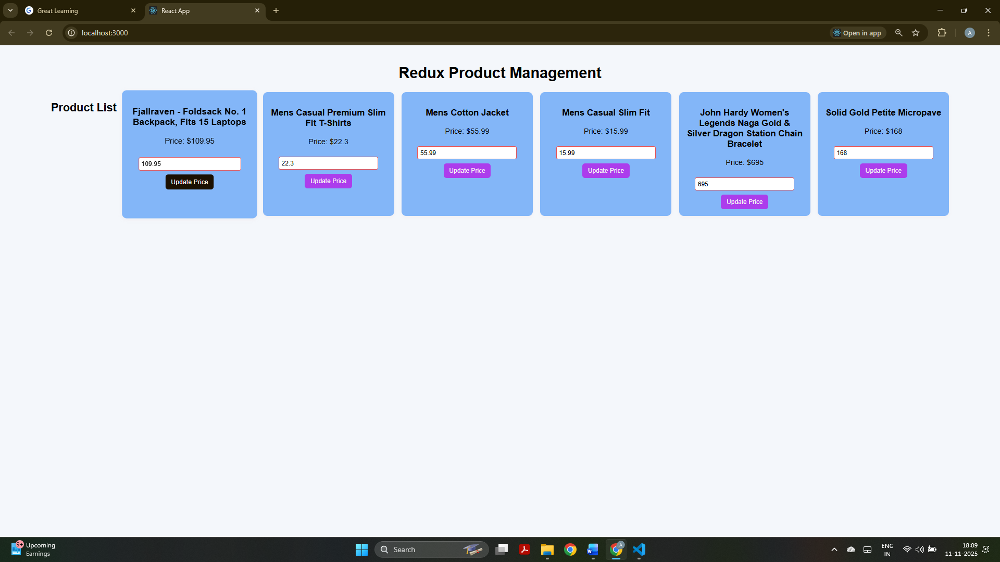 Great Learning
React App
localhost:3000
Open in app
A
Redux Product Management
Product List
Fjallraven - Foldsack No. 1
Backpack, Fits 15 Laptops
Price: $109.95
109.95
Update Price
Mens Casual Premium Slim
Fit T-Shirts
Price: $22.3
22.3
Update Price
Mens Cotton Jacket
Price: $55.99
55.99
Update Price
Mens Casual Slim Fit
Price: $15.99
15.99
Update Price
John Hardy Women's
Legends Naga Gold &
Silver Dragon Station Chain
Bracelet
Price: $695
695
Update Price
Solid Gold Petite Micropave
Price: $168
168
Update Price
9+
Upcoming
Earnings
Search
W
A
ENG
IN
18:09
11-11-2025